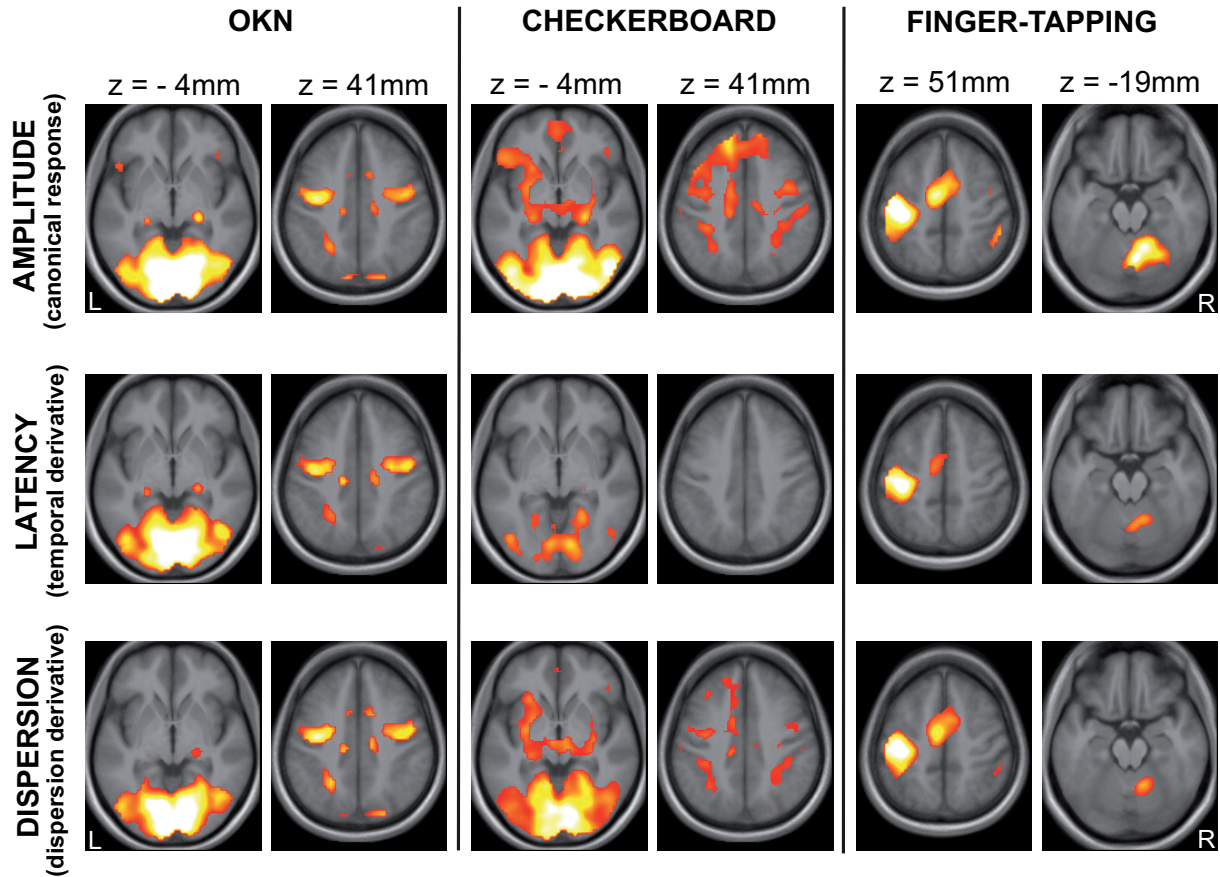 OKN
CHECKERBOARD
FINGER-TAPPING
z = - 4mm
z = 41mm
z = - 4mm
z = 41mm
z = 51mm
z = -19mm
AMPLITUDE
(canonical response)
L
R
LATENCY
(temporal derivative)
DISPERSION
(dispersion derivative)
L
R